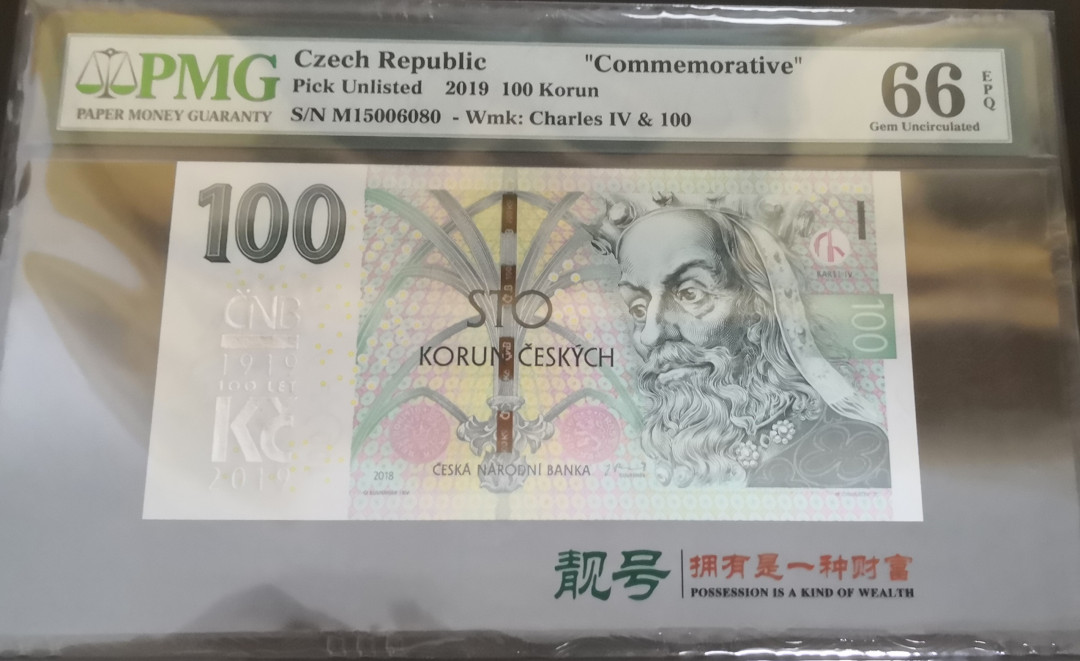 PMG
PAPER MONEY GUARANTY
Czech Republic "Commemorative"
Pick Unlisted 2019 100 Korun
S/N M15006080 - Wmk: Charles IV & 100
66
EPQ
Gem Uncirculated
100
ČNB
1919
100 LET
Kč
2019
STO
KORUN ČESKÝCH
2018
ČESKÁ NÁRODNÍ BANKA
KAREL IV.
100
靓号
拥有是一种财富
POSSESSION IS A KIND OF WEALTH